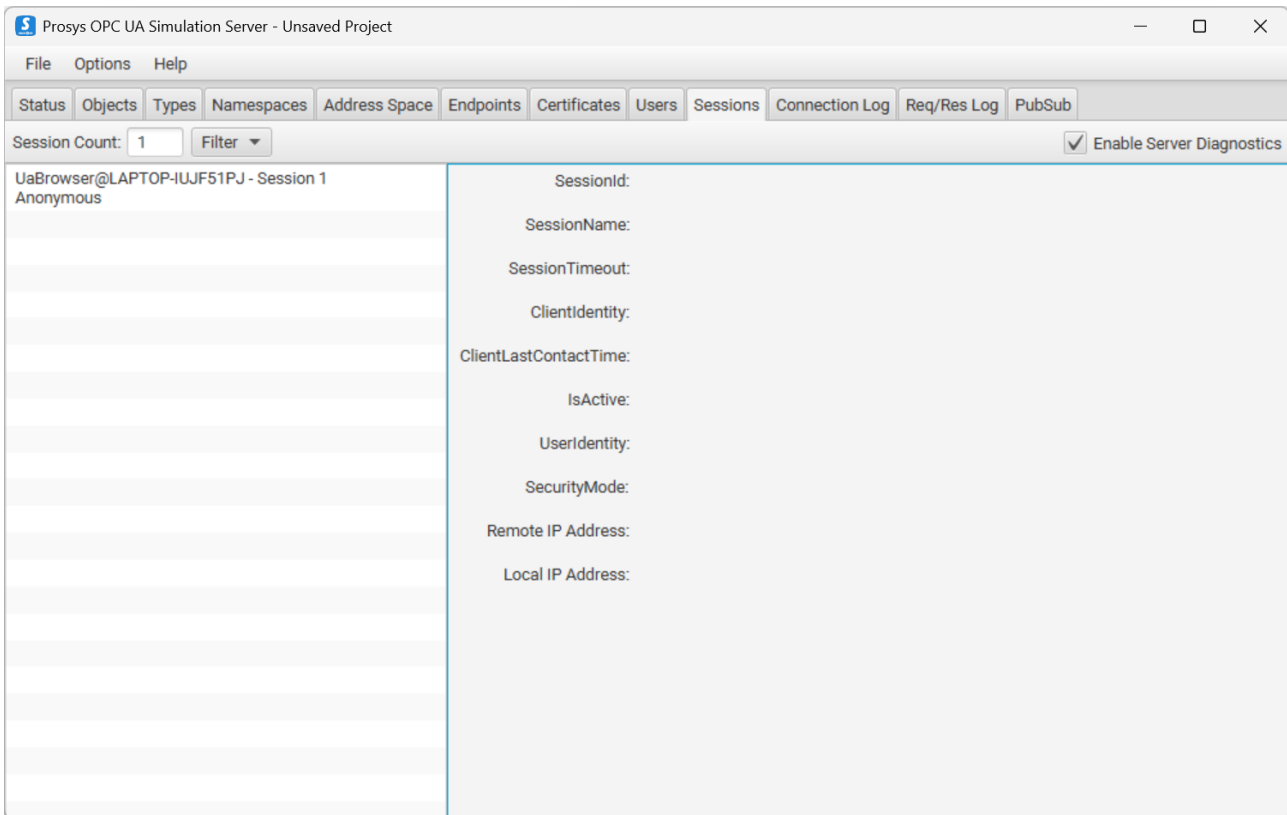 Prosys OPC UA Simulation Server - Unsaved Project
File Options Help
Status Objects Types Namespaces Address Space Endpoints Certificates Users Sessions Connection Log Req/Res Log PubSub
Session Count: 1 Filter Enable Server Diagnostics
UaBrowser@LAPTOP-IUJF51PJ - Session 1
Anonymous
SessionId:
SessionName:
SessionTimeout:
ClientIdentity:
ClientLastContactTime:
IsActive:
UserIdentity:
SecurityMode:
Remote IP Address:
Local IP Address: